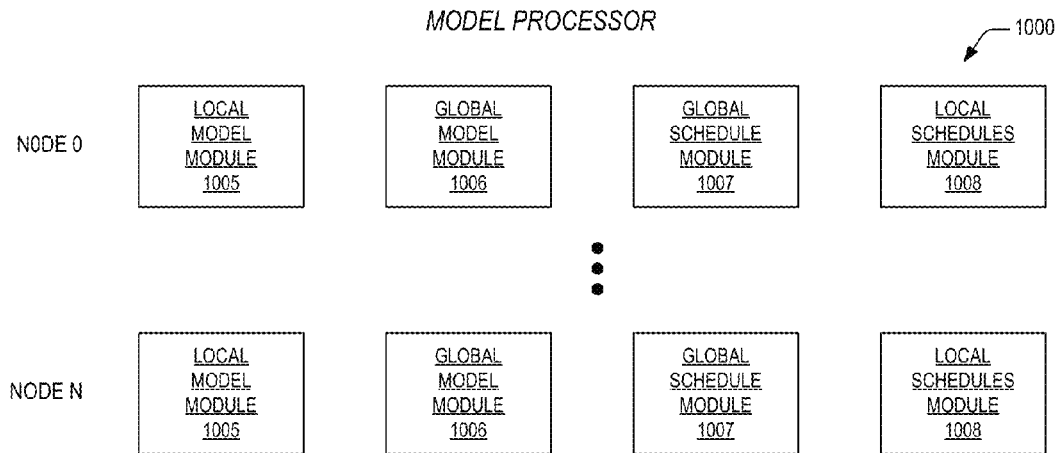 MODEL PROCESSOR
1000
NODE 0
LOCAL
MODEL
MODULE
1005
GLOBAL
MODEL
MODULE
1006
GLOBAL
SCHEDULE
MODULE
1007
LOCAL
SCHEDULES
MODULE
1008
NODE N
LOCAL
MODEL
MODULE
1005
GLOBAL
MODEL
MODULE
1006
GLOBAL
SCHEDULE
MODULE
1007
LOCAL
SCHEDULES
MODULE
1008